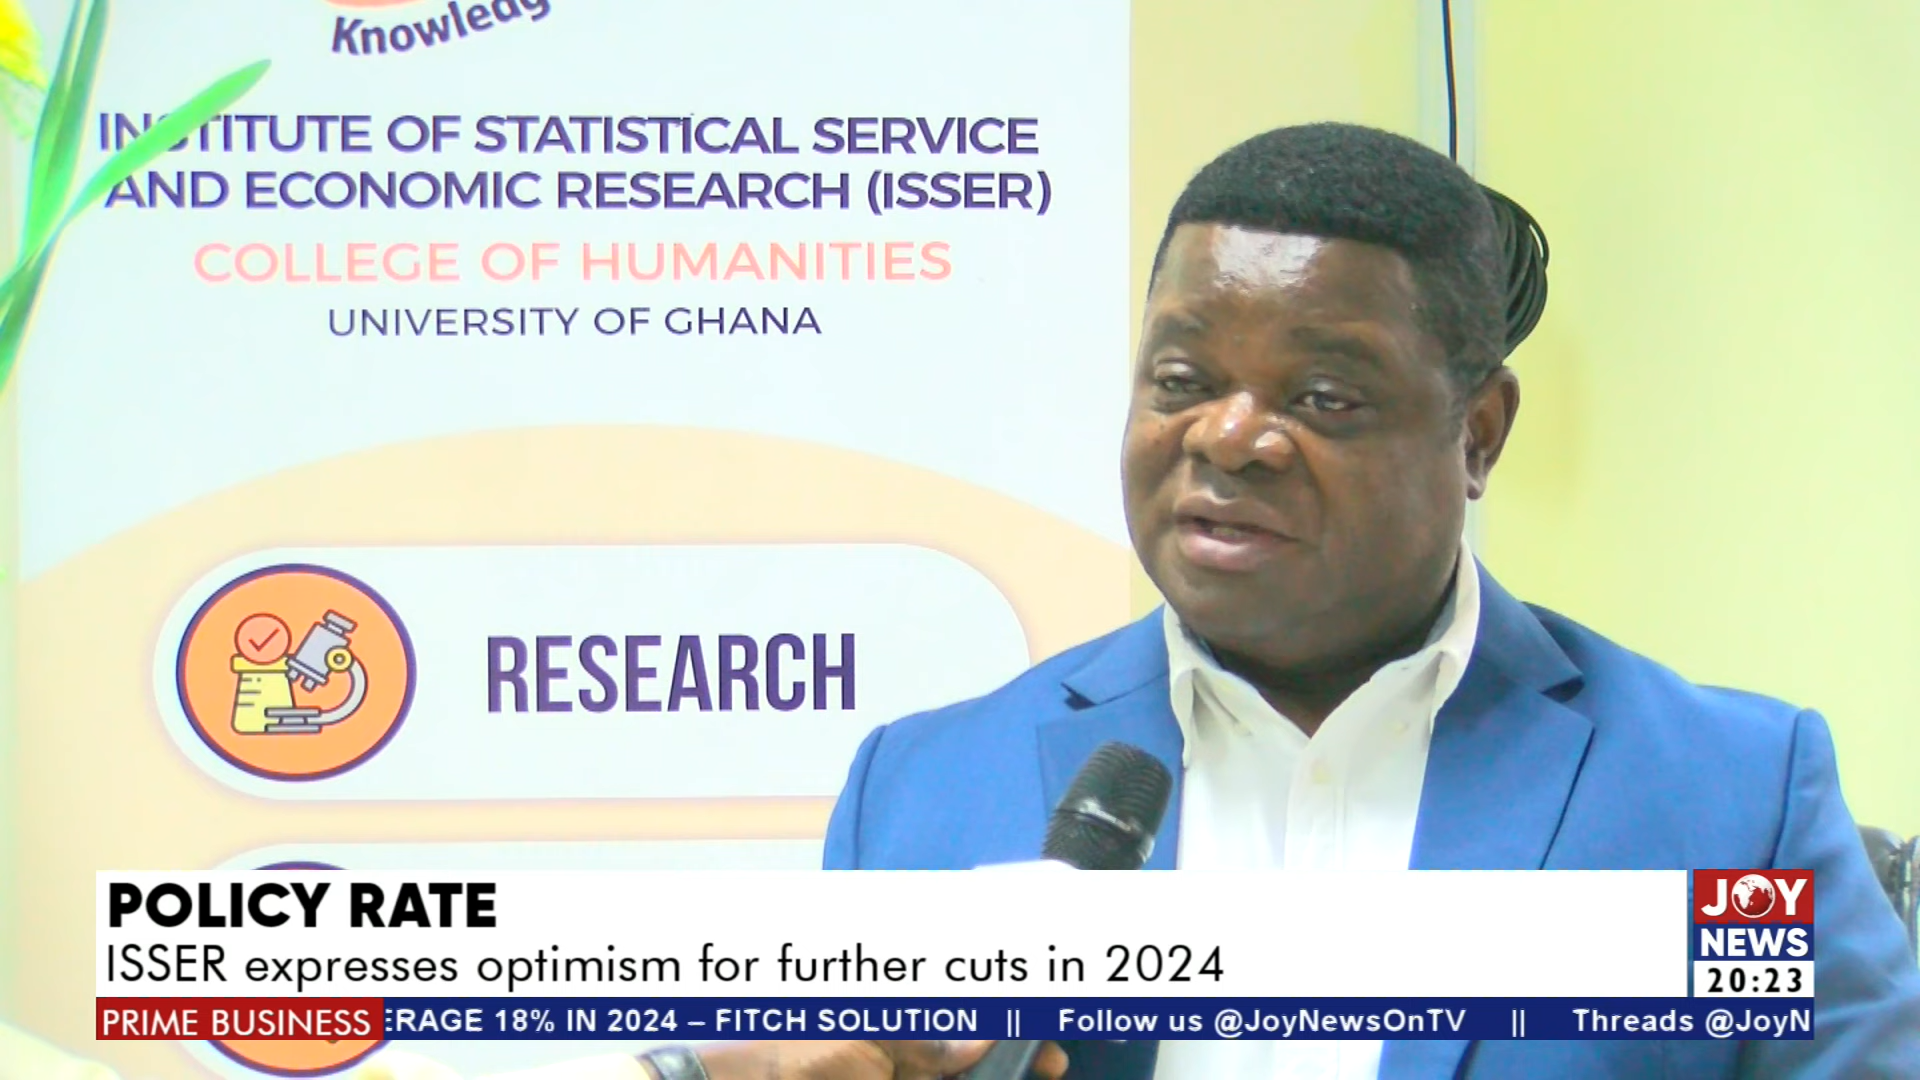 INSTITUTE OF STATISTICAL SERVICE
AND ECONOMIC RESEARCH (ISSER)
COLLEGE OF HUMANITIES
UNIVERSITY OF GHANA
RESEARCH
POLICY RATE
ISSER expresses optimism for further cuts in 2024
JOY
NEWS
20:23
PRIME BUSINESS
18% IN 2024 – FITCH SOLUTION || Follow us @JoyNewsOnTV || Threads @JoyN